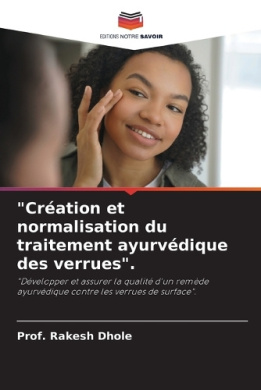 EDITIONS NOTRE SAVOIR
"Création et
normalisation du
traitement ayurvédique
des verrues".
"Développer et assurer la qualité d'un remède
ayurvédique contre les verrues de surface".
Prof. Rakesh Dhole